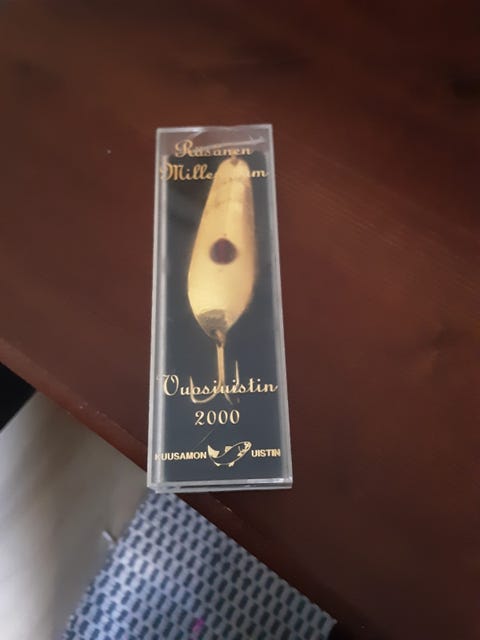 Räsänen
Millennium
Vuosiuistin
2000
KUUSAMON UISTIN